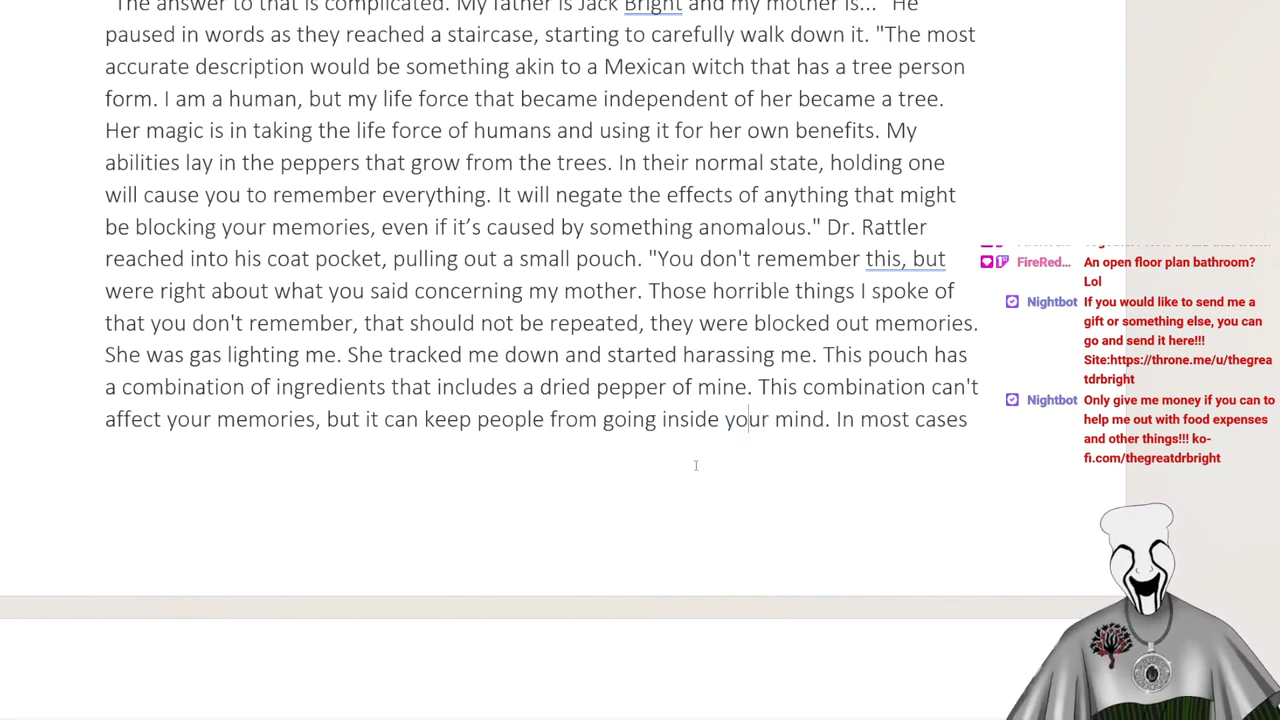 "The answer to that is complicated. My father is Jack Bright and my mother is..." He
paused in words as they reached a staircase, starting to carefully walk down it. "The most
accurate description would be something akin to a Mexican witch that has a tree person
form. I am a human, but my life force that became independent of her became a tree.
Her magic is in taking the life force of humans and using it for her own benefits. My
abilities lay in the peppers that grow from the trees. In their normal state, holding one
will cause you to remember everything. It will negate the effects of anything that might
be blocking your memories, even if it’s caused by something anomalous." Dr. Rattler
reached into his coat pocket, pulling out a small pouch. "You don't remember this, but
were right about what you said concerning my mother. Those horrible things I spoke of
that you don't remember, that should not be repeated, they were blocked out memories.
She was gas lighting me. She tracked me down and started harassing me. This pouch has
a combination of ingredients that includes a dried pepper of mine. This combination can't
affect your memories, but it can keep people from going inside your mind. In most cases
FireRed... An open floor plan bathroom?
Lol
Nightbot If you would like to send me a
gift or something else, you can
go and send it here!!!
Site:https://throne.me/u/thegrea
tdrbright
Nightbot Only give me money if you can to
help me out with food expenses
and other things!!! ko-
fi.com/thegreatdrbright